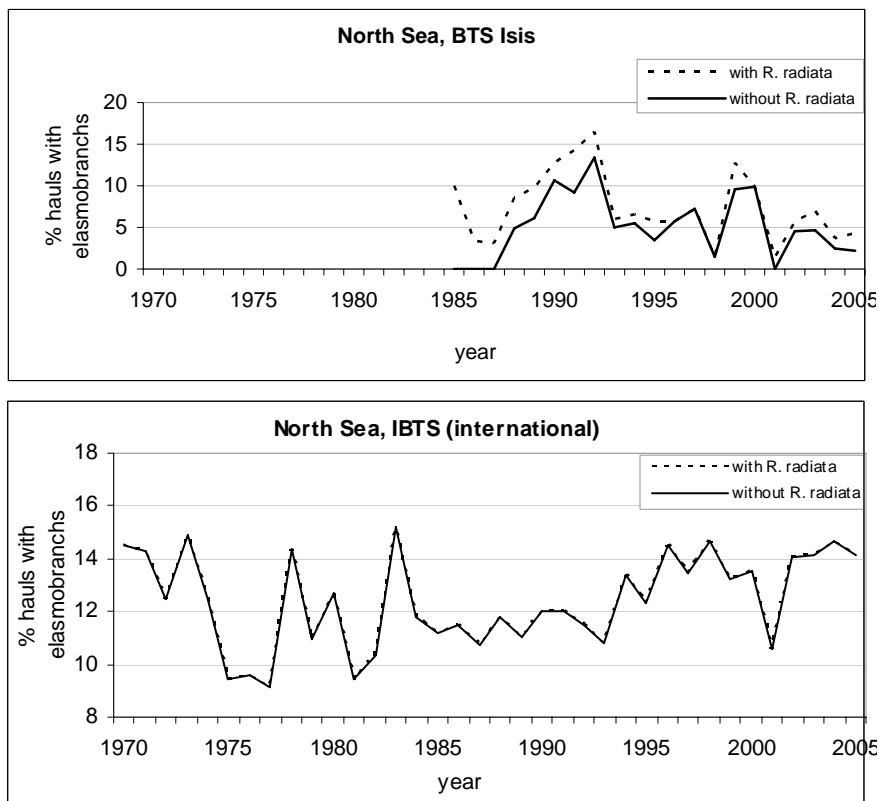 North Sea, BTS Isis
with R. radiata
without R. radiata
% hauls with
elasmobranchs
20
15
10
5
0
1970 1975 1980 1985 1990 1995 2000 2005
year
North Sea, IBTS (international)
with R. radiata
without R. radiata
% hauls with
elasmobranchs
18
16
14
12
10
8
1970 1975 1980 1985 1990 1995 2000 2005
year